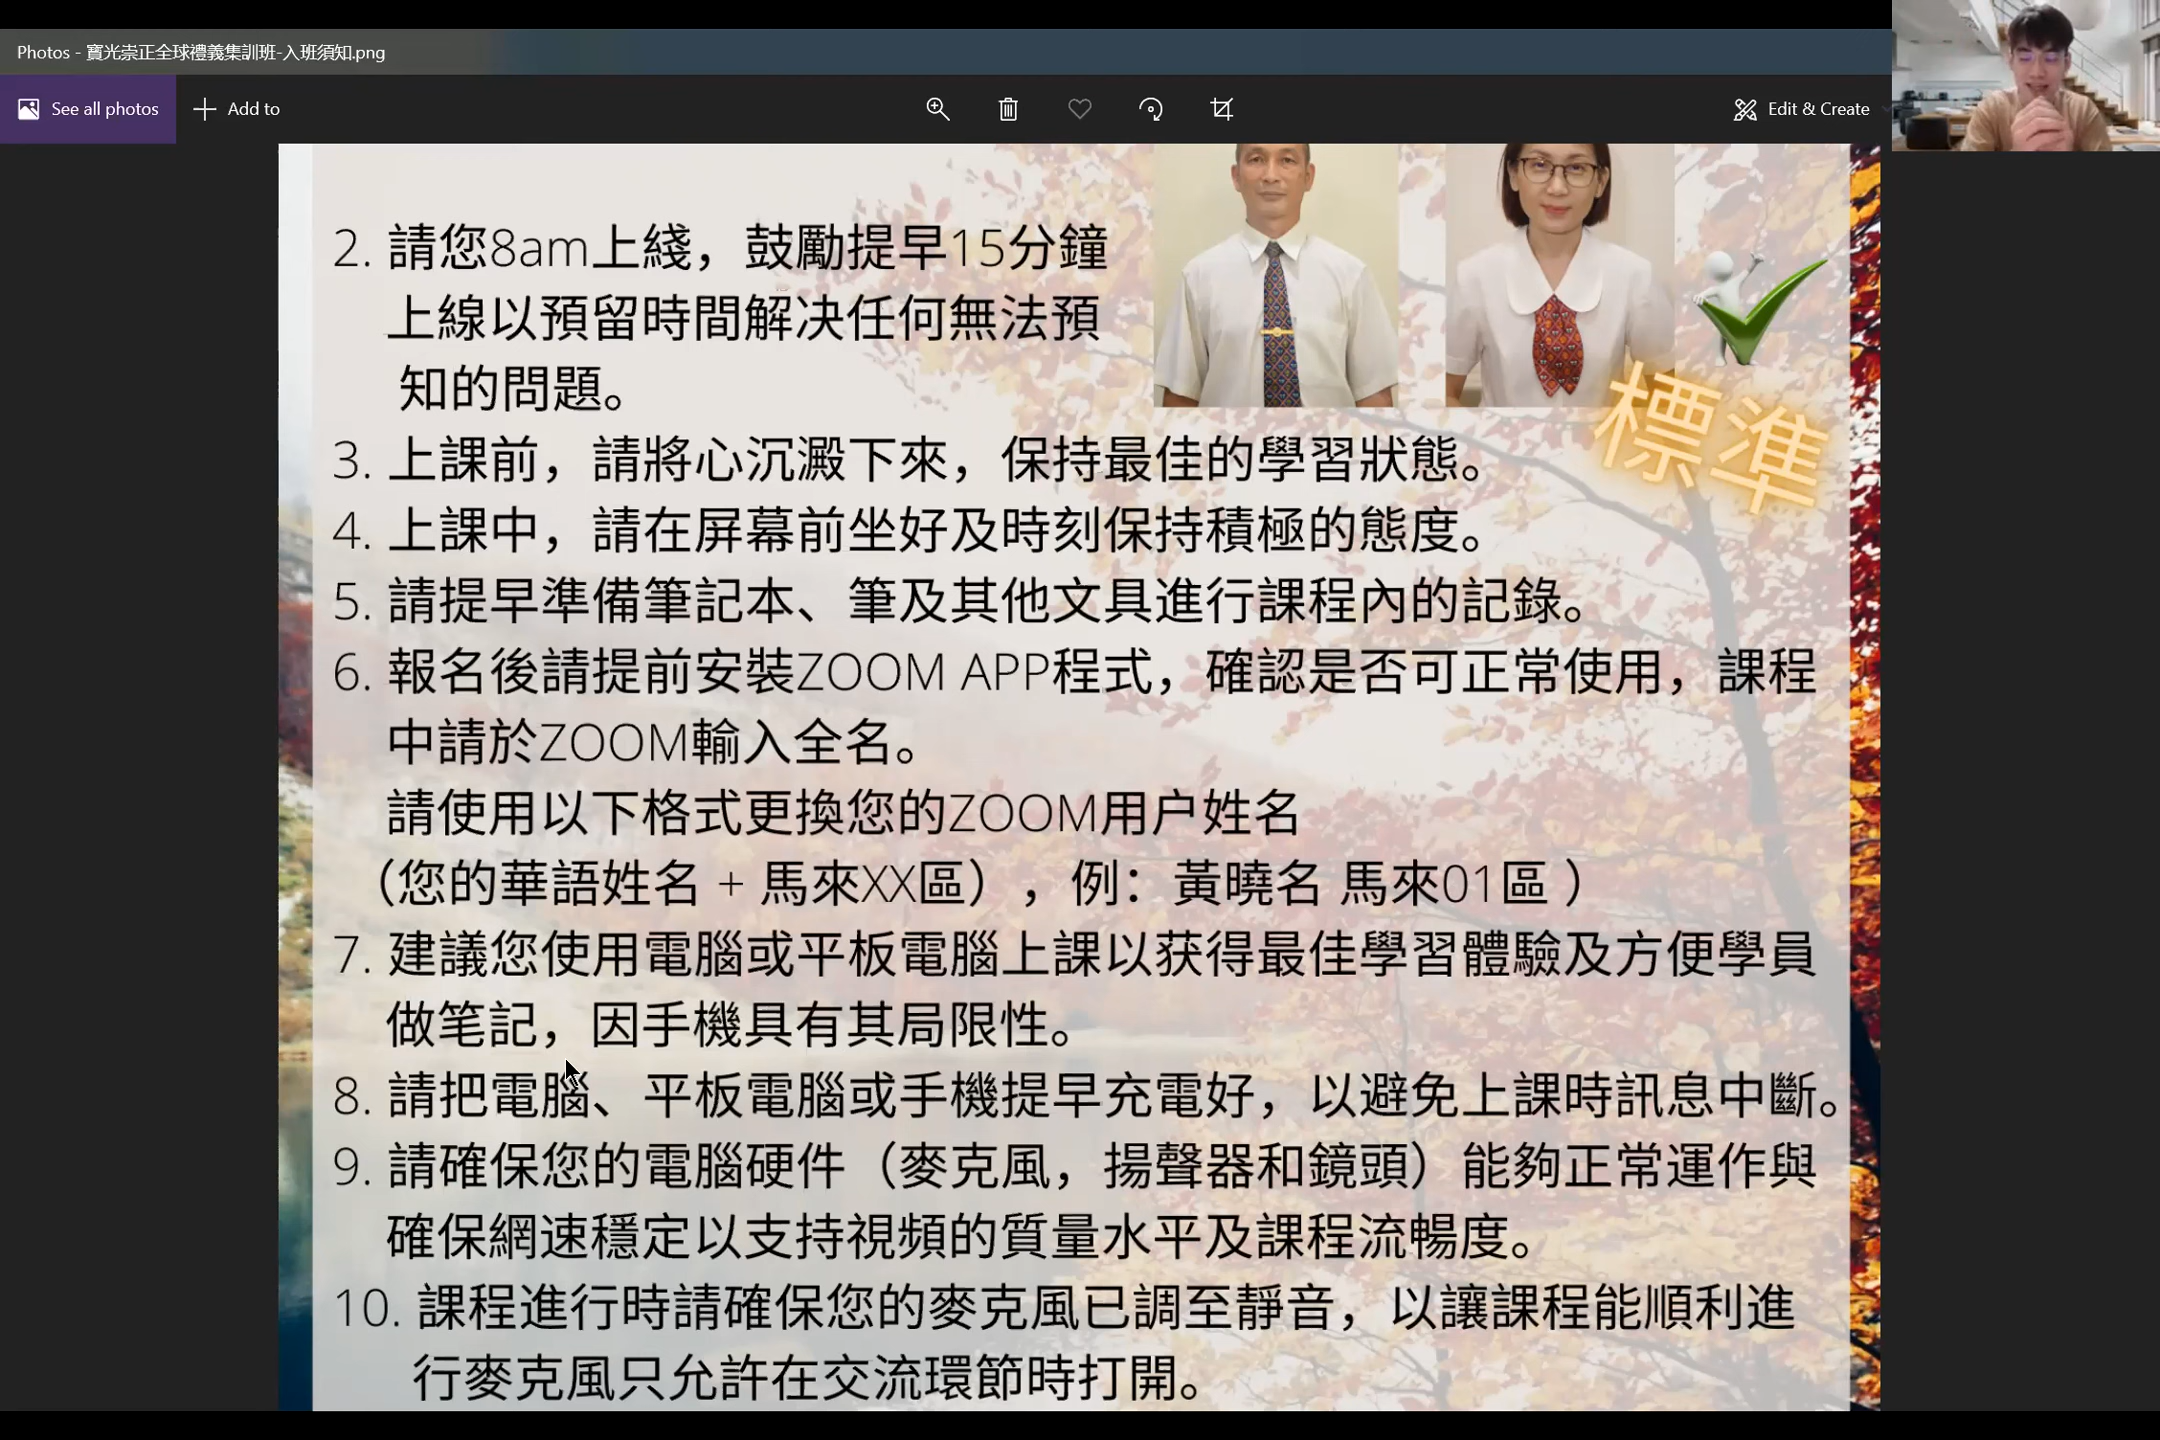 Photos - 寶光崇正全球禮義集訓班-入班須知.png
See all photos
Add to
Edit & Create
2. 請您8am上綫，鼓勵提早15分鐘
上線以預留時間解决任何無法預
知的問題。
標準
3. 上課前，請將心沉澱下來，保持最佳的學習狀態。
4. 上課中，請在屏幕前坐好及時刻保持積極的態度。
5. 請提早準備筆記本、筆及其他文具進行課程內的記錄。
6. 報名後請提前安裝ZOOM APP程式，確認是否可正常使用，課程
中請於ZOOM輸入全名。
請使用以下格式更換您的ZOOM用户姓名
（您的華語姓名 + 馬來XX區），例：黃曉名 馬來01區 ）
7. 建議您使用電腦或平板電腦上課以获得最佳學習體驗及方便學員
做笔記，因手機具有其局限性。
8. 請把電腦、平板電腦或手機提早充電好，以避免上課時訊息中斷。
9. 請確保您的電腦硬件（麥克風，揚聲器和鏡頭）能夠正常運作與
確保網速穩定以支持視頻的質量水平及課程流暢度。
10. 課程進行時請確保您的麥克風已調至靜音，以讓課程能順利進
行麥克風只允許在交流環節時打開。